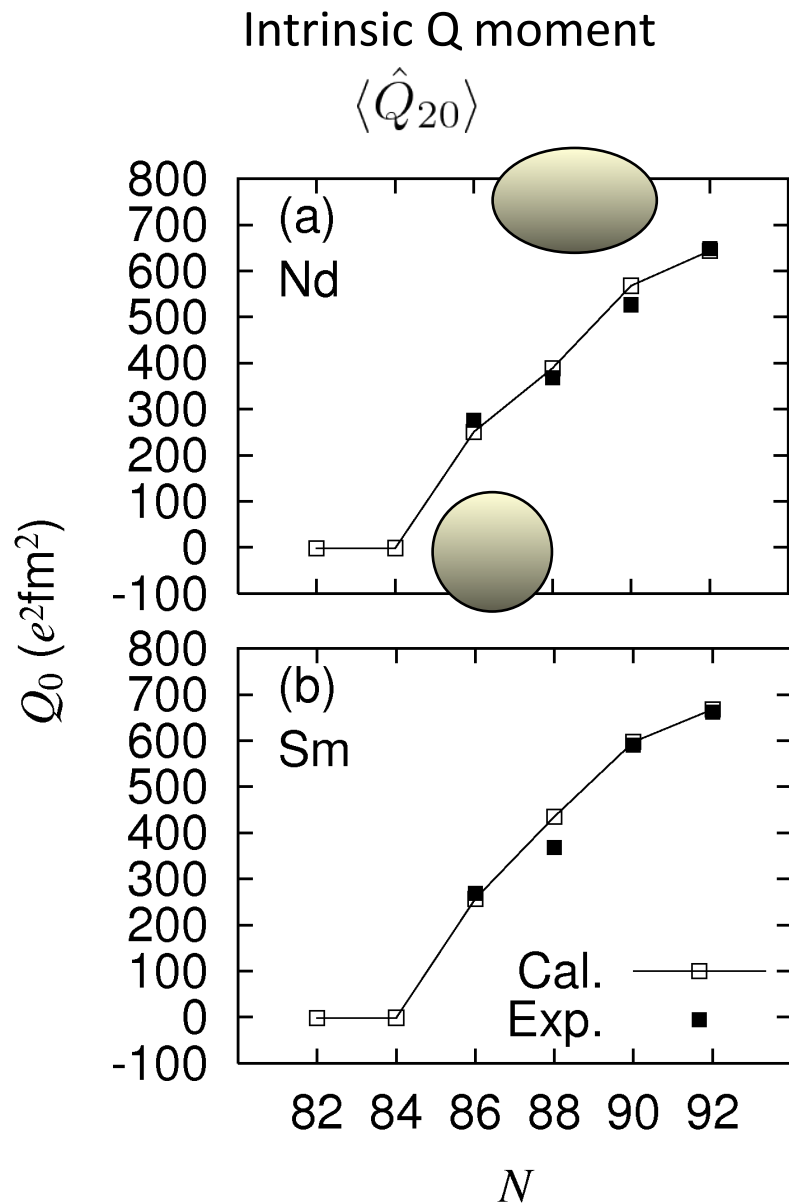 Intrinsic Q moment
⟨Q̂₂₀⟩
Q₀ (e²fm²)
800
700
600
500
400
300
200
100
0
-100
(a)
Nd
800
700
600
500
400
300
200
100
0
-100
(b)
Sm
Cal.
Exp.
82 84 86 88 90 92
N